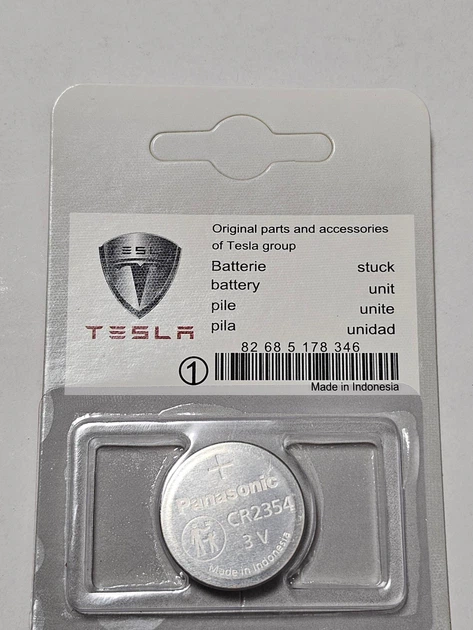 Original parts and accessories
of Tesla group
TESL
TESLA
Batterie stuck
battery unit
pile unite
pila unidad
82 68 5 178 346
1
Made in Indonesia
+
Panasonic
CR2354
3 V
Made in Indonesia